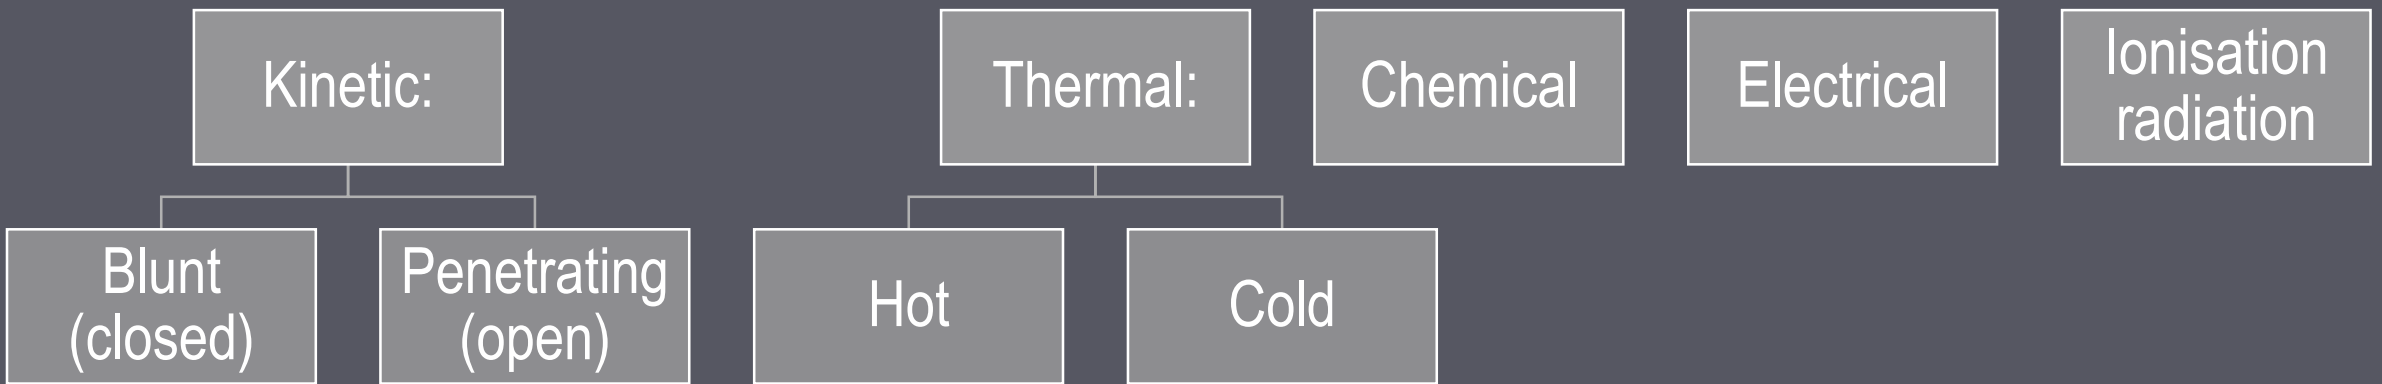 Kinetic:
Thermal:
Chemical
Electrical
Ionisation
radiation
Blunt
(closed)
Penetrating
(open)
Hot
Cold